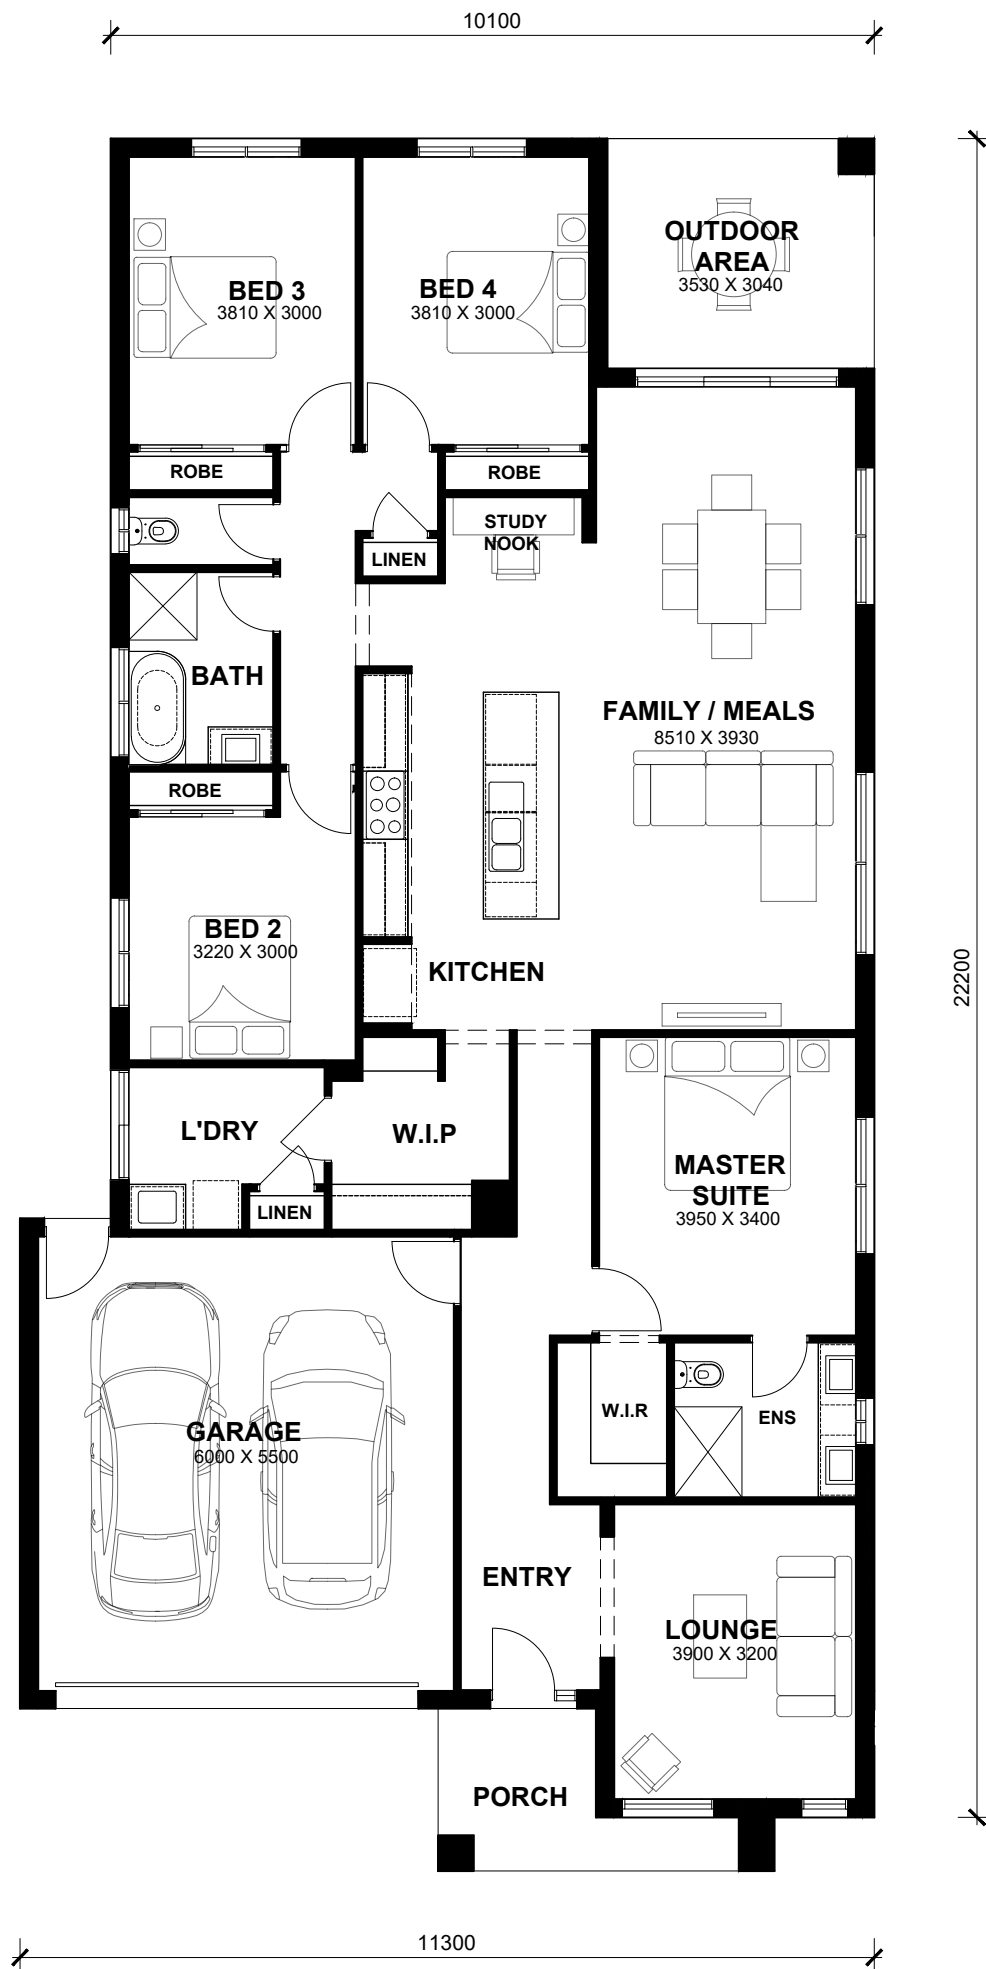 10100
OUTDOOR
AREA
3530 X 3040
BED 3
3810 X 3000
BED 4
3810 X 3000
ROBE
ROBE
STUDY
NOOK
LINEN
BATH
FAMILY / MEALS
8510 X 3930
ROBE
BED 2
3220 X 3000
KITCHEN
22200
L'DRY
W.I.P
MASTER
SUITE
3950 X 3400
LINEN
W.I.R
ENS
GARAGE
6000 X 5500
ENTRY
LOUNGE
3900 X 3200
PORCH
11300